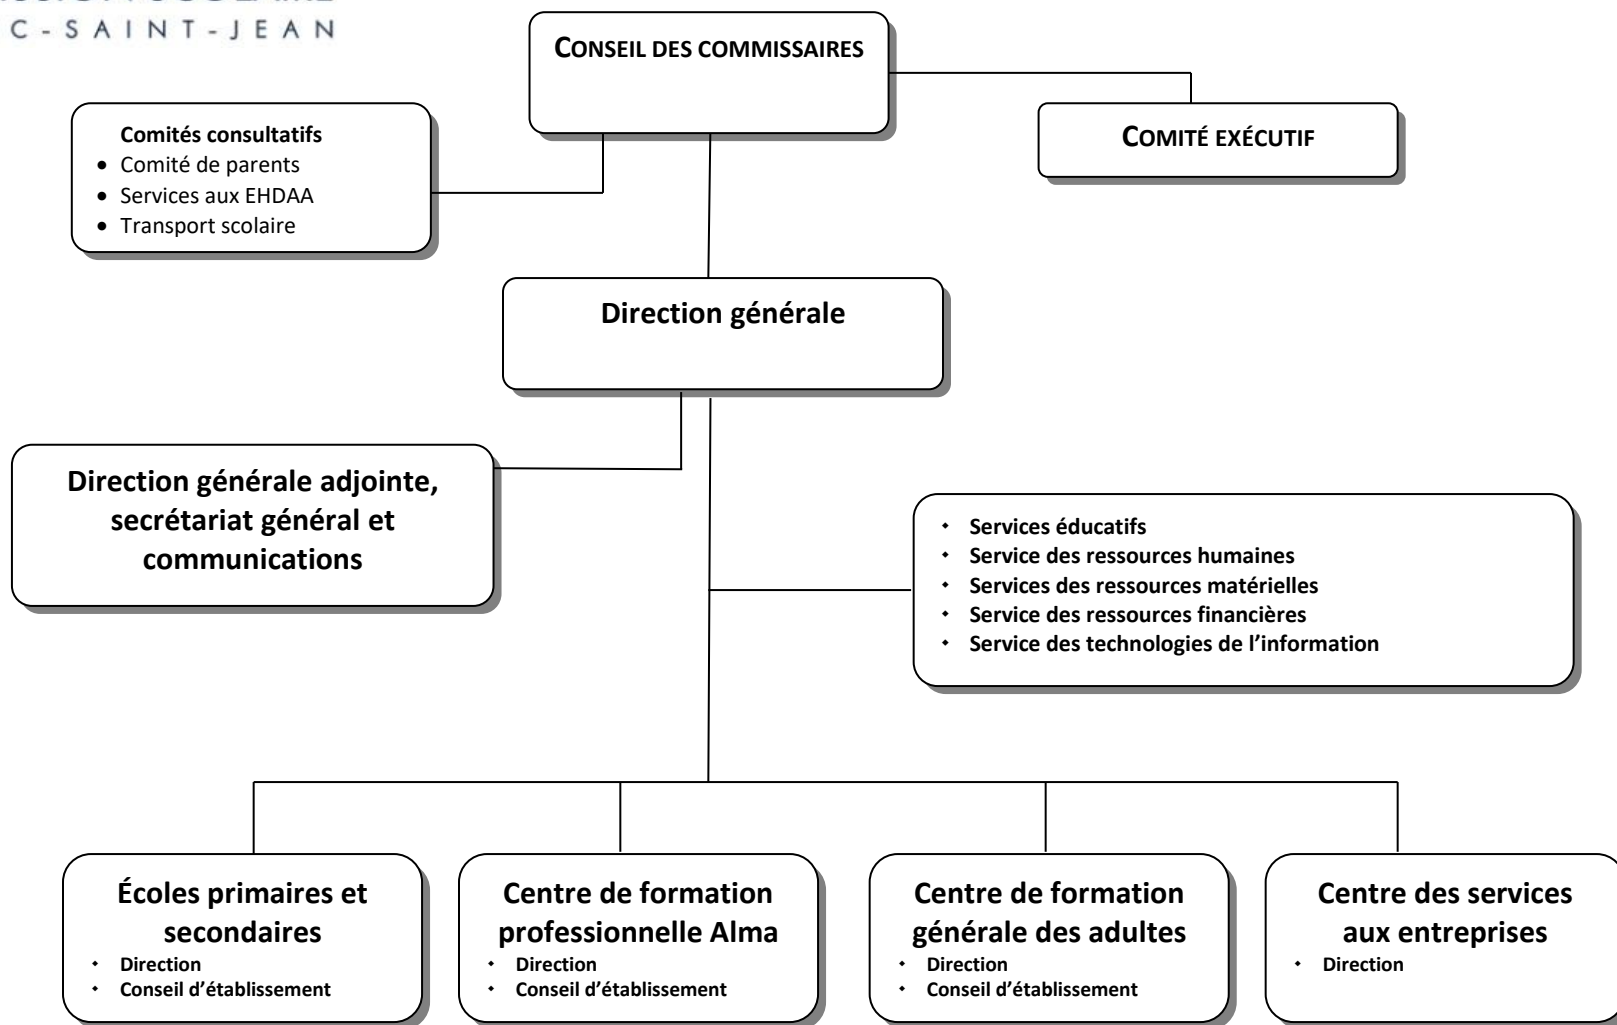 C-SAINT-JEAN
CONSEIL DES COMMISSAIRES
Comités consultatifs
• Comité de parents
• Services aux EHDAA
• Transport scolaire
COMITÉ EXÉCUTIF
Direction générale
Direction générale adjointe,
secrétariat général et
communications
Services éducatifs
Service des ressources humaines
Services des ressources matérielles
Service des ressources financières
Service des technologies de l’information
Écoles primaires et
secondaires
Direction
Conseil d’établissement
Centre de formation
professionnelle Alma
Direction
Conseil d’établissement
Centre de formation
générale des adultes
Direction
Conseil d’établissement
Centre des services
aux entreprises
Direction